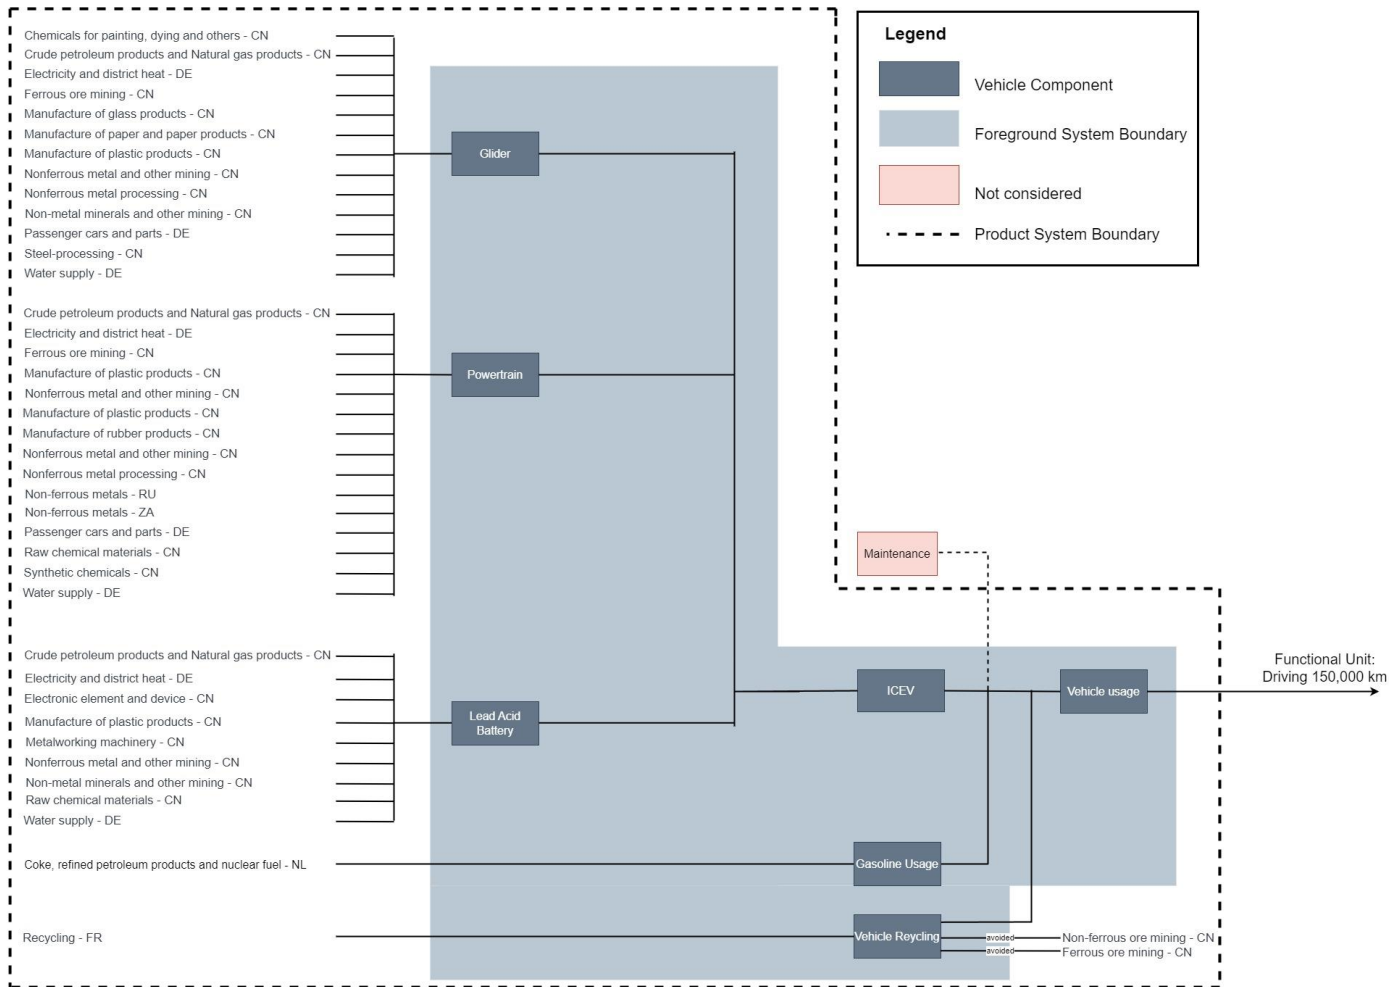 Chemicals for painting, dying and others - CN
Crude petroleum products and Natural gas products - CN
Electricity and district heat - DE
Ferrous ore mining - CN
Manufacture of glass products - CN
Manufacture of paper and paper products - CN
Manufacture of plastic products - CN
Nonferrous metal and other mining - CN
Nonferrous metal processing - CN
Non-metal minerals and other mining - CN
Passenger cars and parts - DE
Steel-processing - CN
Water supply - DE
Glider
Legend
Vehicle Component
Foreground System Boundary
Not considered
Product System Boundary
Crude petroleum products and Natural gas products - CN
Electricity and district heat - DE
Ferrous ore mining - CN
Manufacture of plastic products - CN
Nonferrous metal and other mining - CN
Manufacture of plastic products - CN
Manufacture of rubber products - CN
Nonferrous metal and other mining - CN
Nonferrous metal processing - CN
Non-ferrous metals - RU
Non-ferrous metals - ZA
Passenger cars and parts - DE
Raw chemical materials - CN
Synthetic chemicals - CN
Water supply - DE
Powertrain
Maintenance
Crude petroleum products and Natural gas products - CN
Electricity and district heat - DE
Electronic element and device - CN
Manufacture of plastic products - CN
Metalworking machinery - CN
Nonferrous metal and other mining - CN
Non-metal minerals and other mining - CN
Raw chemical materials - CN
Water supply - DE
Lead Acid
Battery
ICEV
Vehicle usage
Functional Unit:
Driving 150,000 km
Coke, refined petroleum products and nuclear fuel - NL
Gasoline Usage
Recycling - FR
Vehicle Reycling
avoided
Non-ferrous ore mining - CN
avoided
Ferrous ore mining - CN